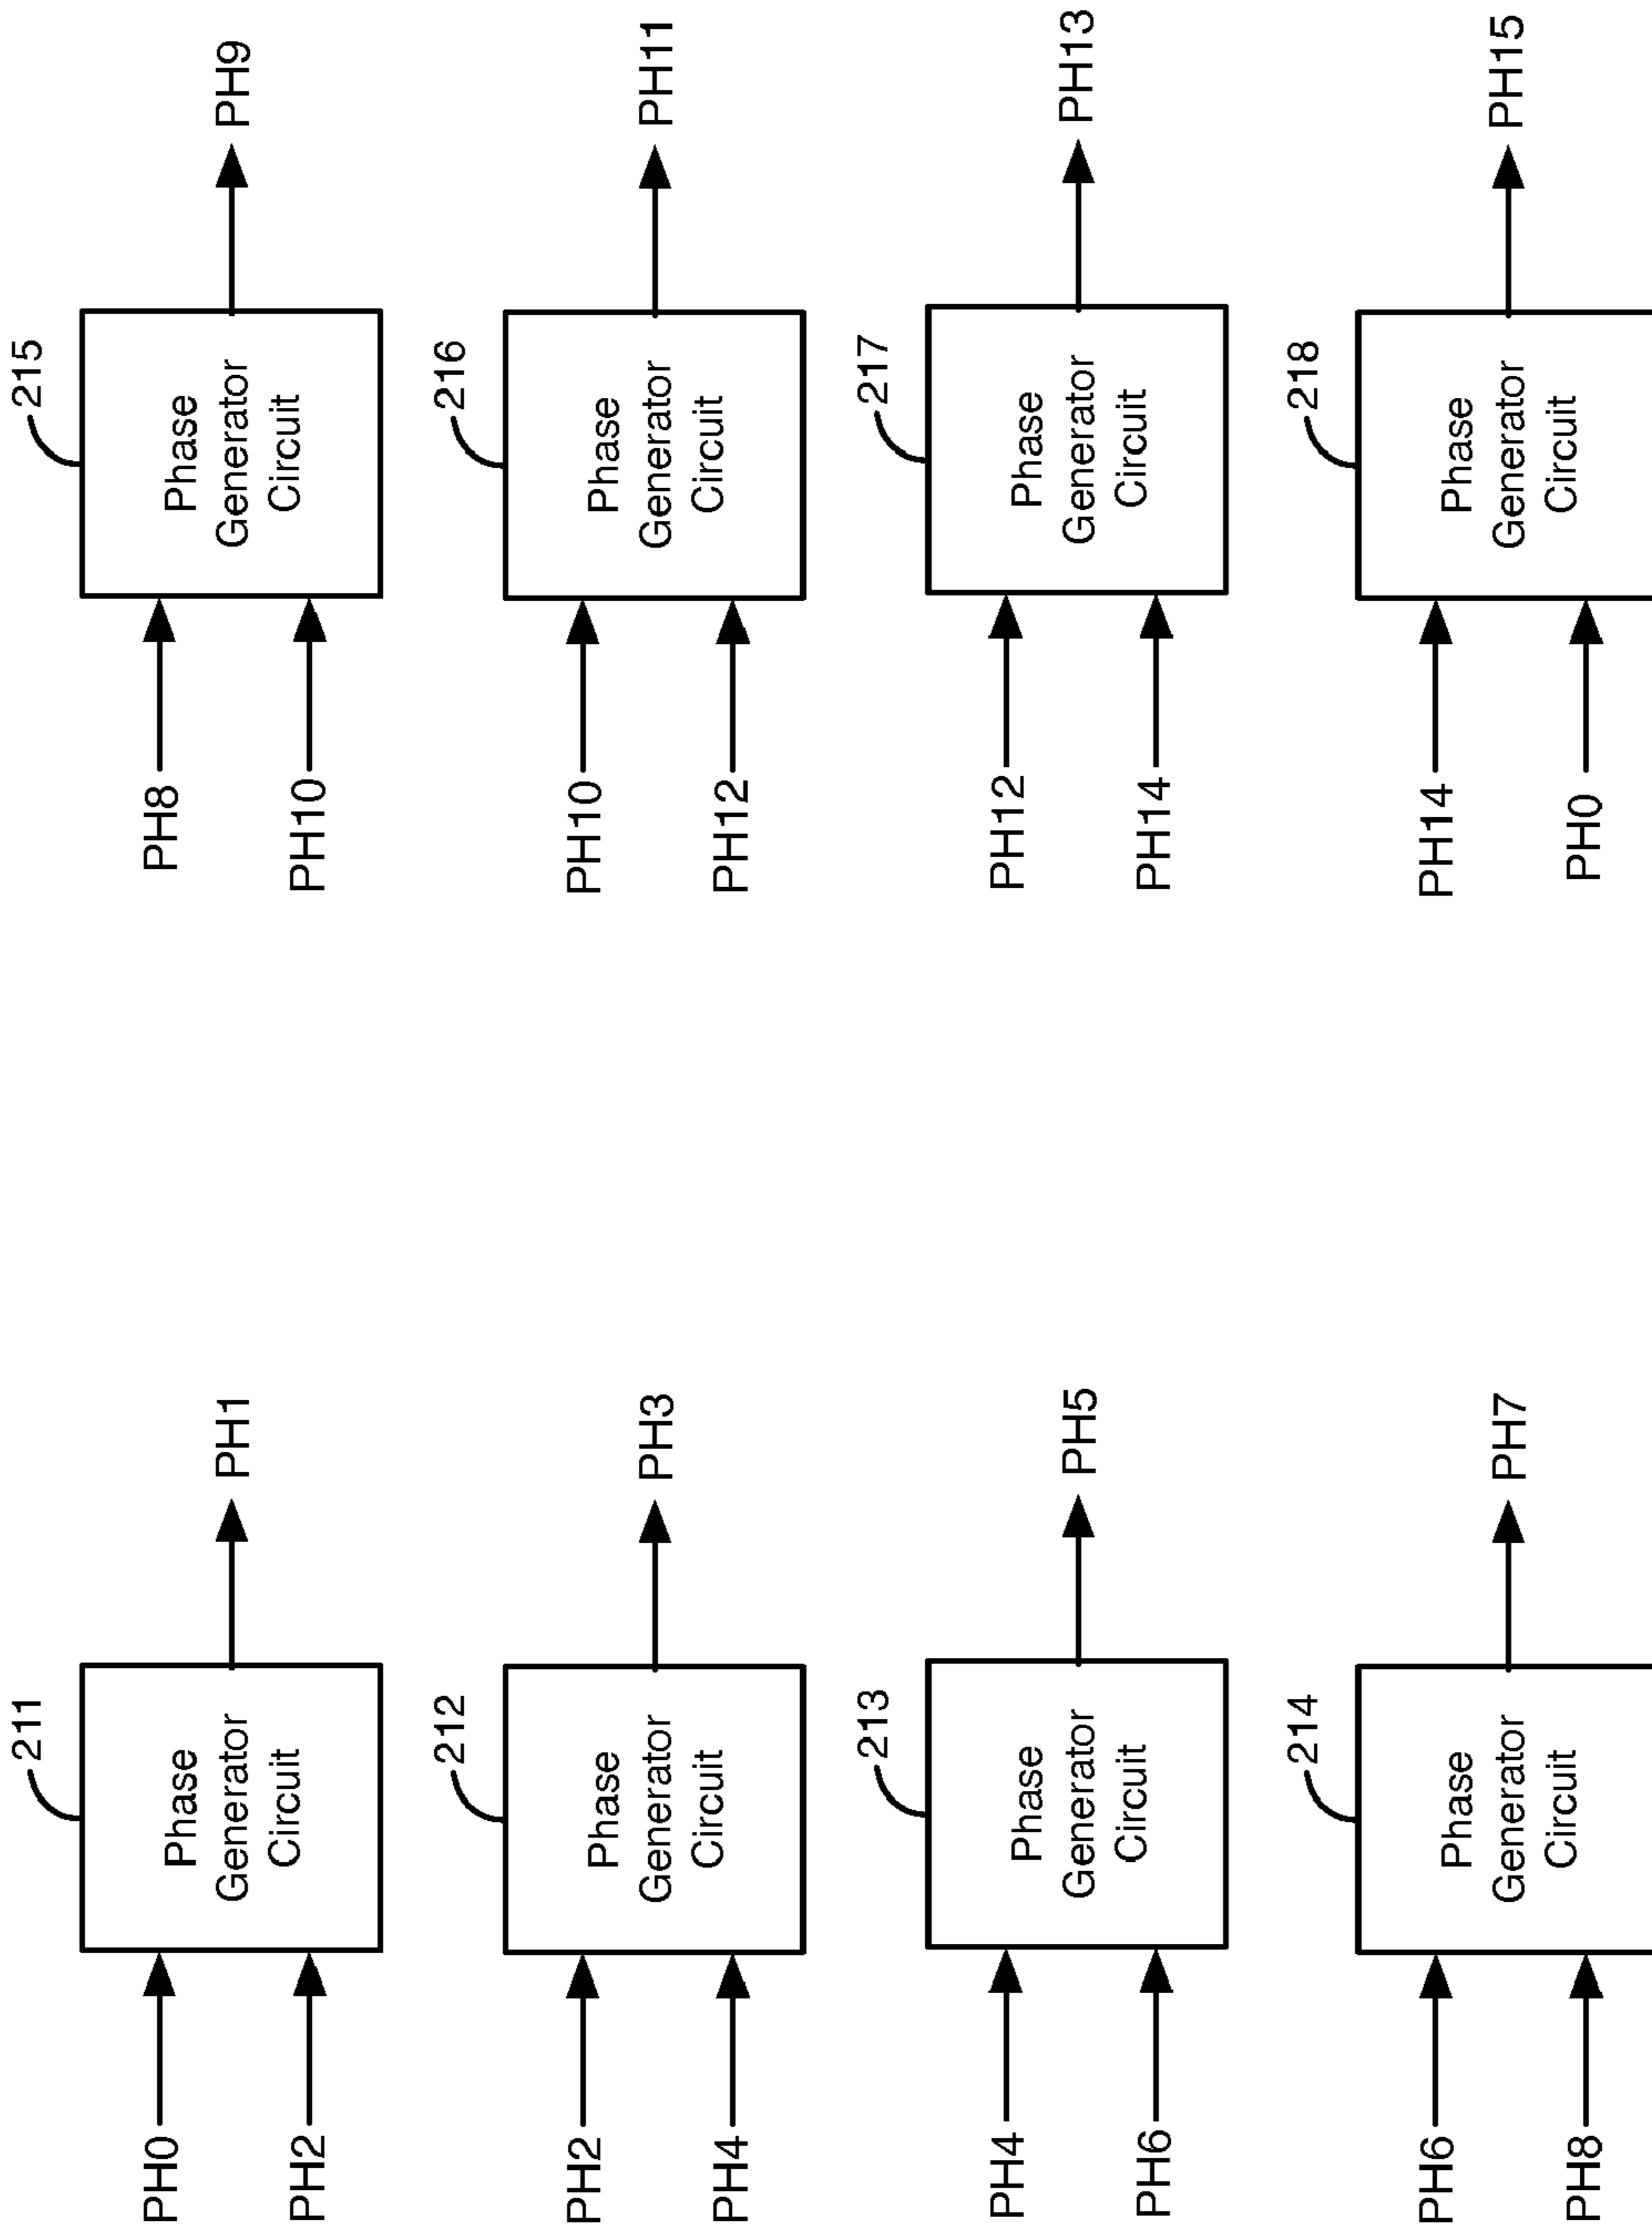 211
PH0
PH2
Phase
Generator
Circuit
PH1
212
PH2
PH4
Phase
Generator
Circuit
PH3
213
PH4
PH6
Phase
Generator
Circuit
PH5
214
PH6
PH8
Phase
Generator
Circuit
PH7
215
PH8
PH10
Phase
Generator
Circuit
PH9
216
PH10
PH12
Phase
Generator
Circuit
PH11
217
PH12
PH14
Phase
Generator
Circuit
PH13
218
PH14
PH0
Phase
Generator
Circuit
PH15